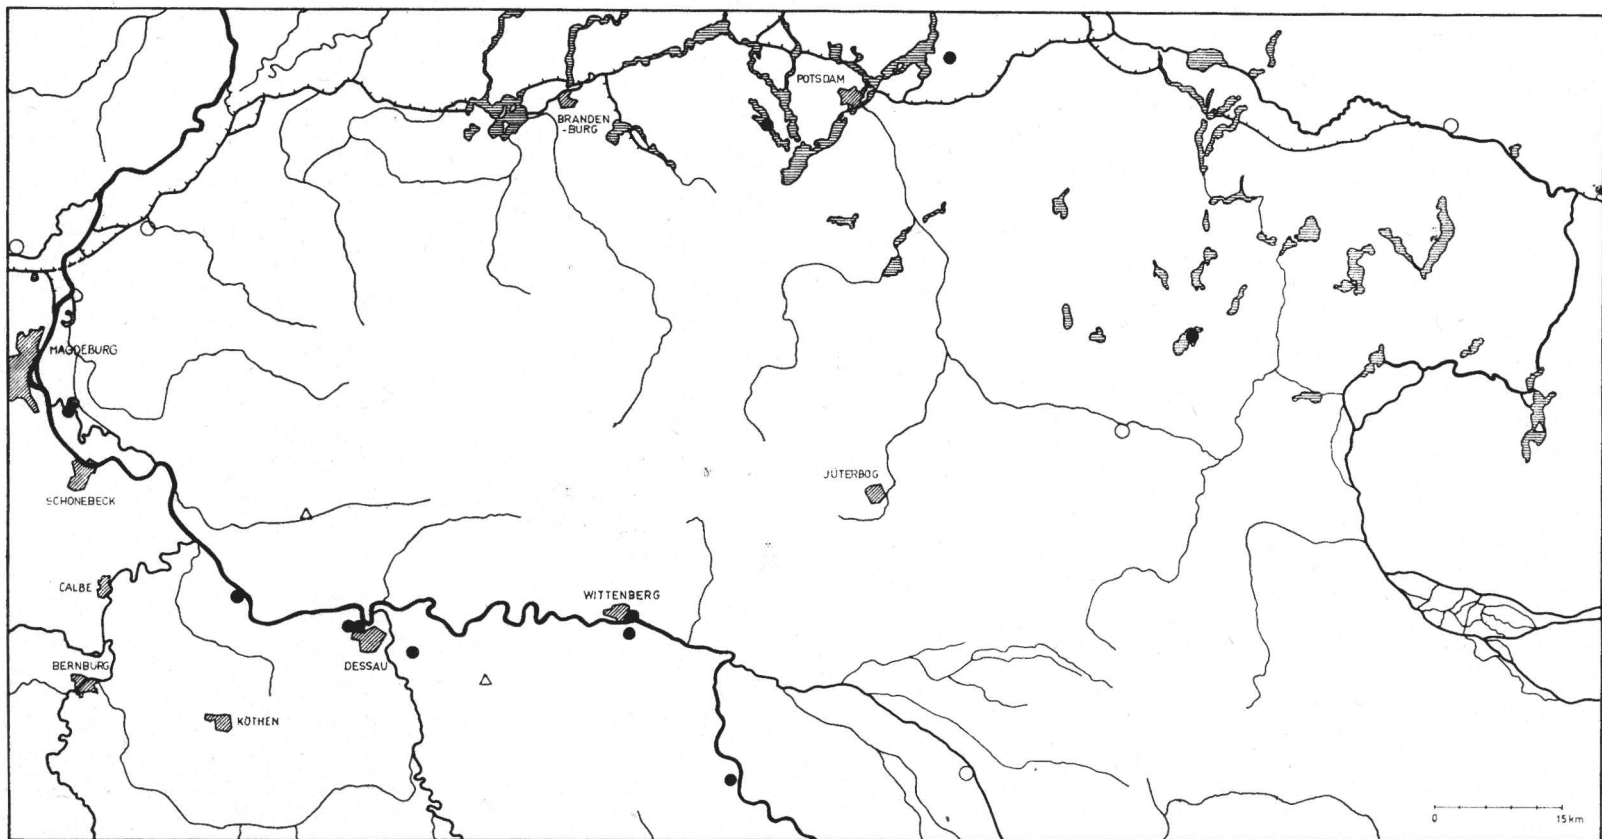 POTSDAM
BRANDEN
-BURG
MAGDEBURG
JÜTERBOG
SCHÖNEBECK
CALBE
WITTENBERG
BERNBURG
DESSAU
KÖTHEN
0 15 km